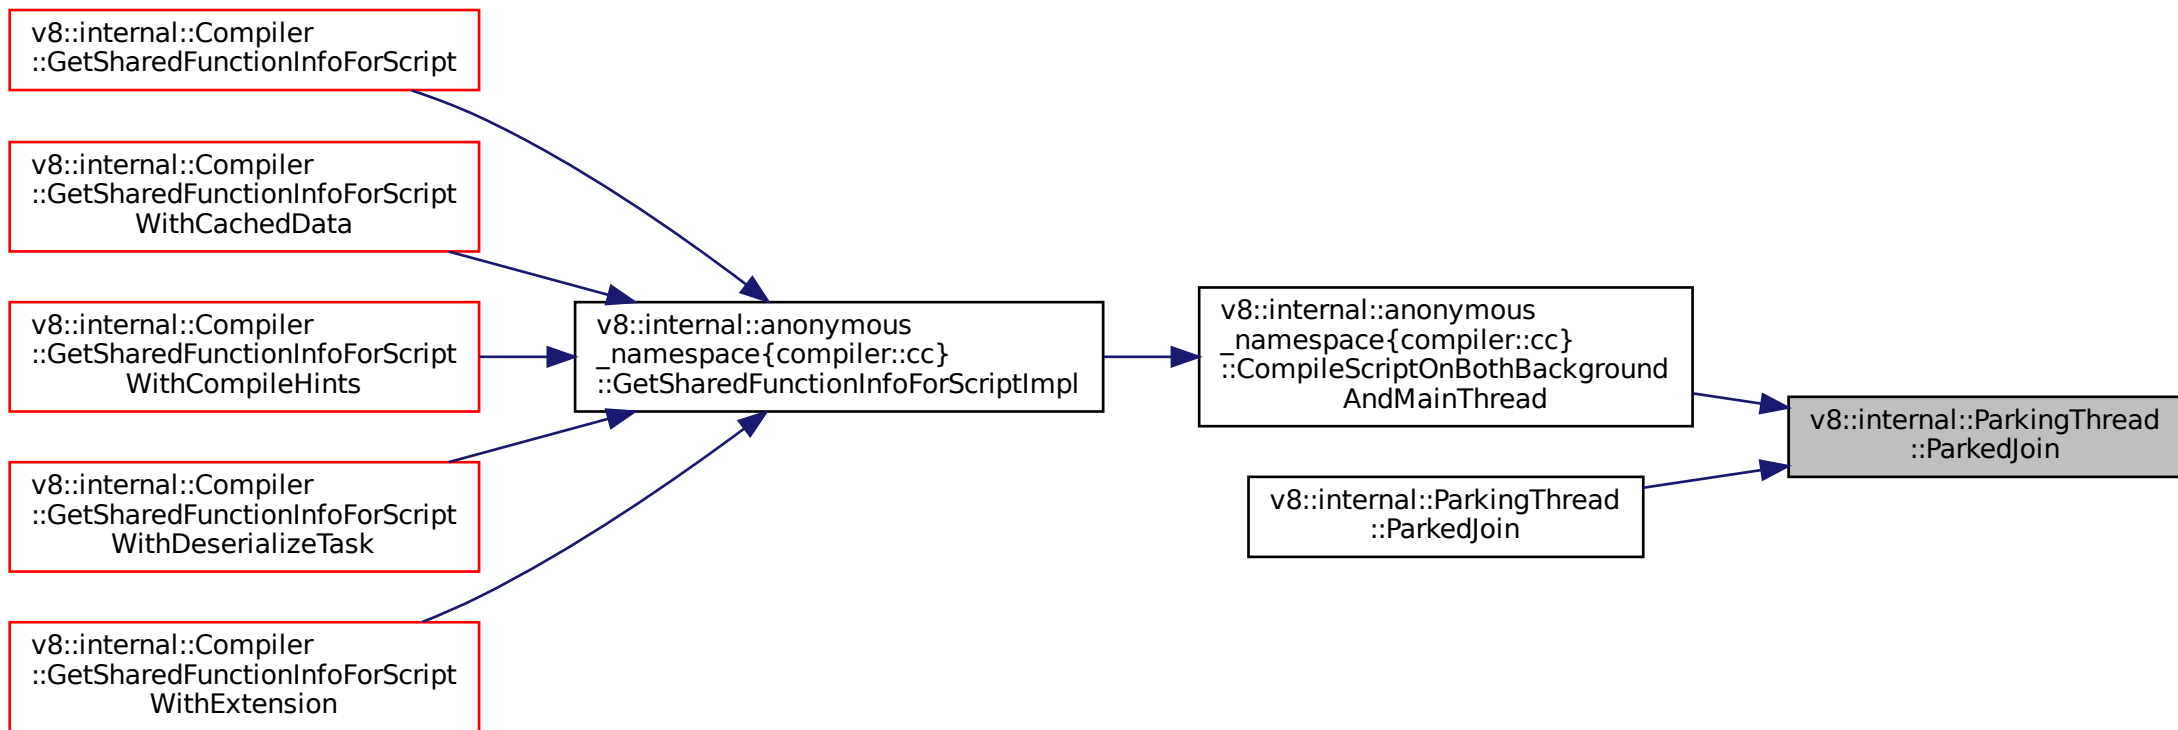 v8::internal::Compiler
::GetSharedFunctionInfoForScript
v8::internal::Compiler
::GetSharedFunctionInfoForScript
WithCachedData
v8::internal::Compiler
::GetSharedFunctionInfoForScript
WithCompileHints
v8::internal::Compiler
::GetSharedFunctionInfoForScript
WithDeserializeTask
v8::internal::Compiler
::GetSharedFunctionInfoForScript
WithExtension
v8::internal::anonymous
_namespace{compiler::cc}
::GetSharedFunctionInfoForScriptImpl
v8::internal::anonymous
_namespace{compiler::cc}
::CompileScriptOnBothBackground
AndMainThread
v8::internal::ParkingThread
::ParkedJoin
v8::internal::ParkingThread
::ParkedJoin